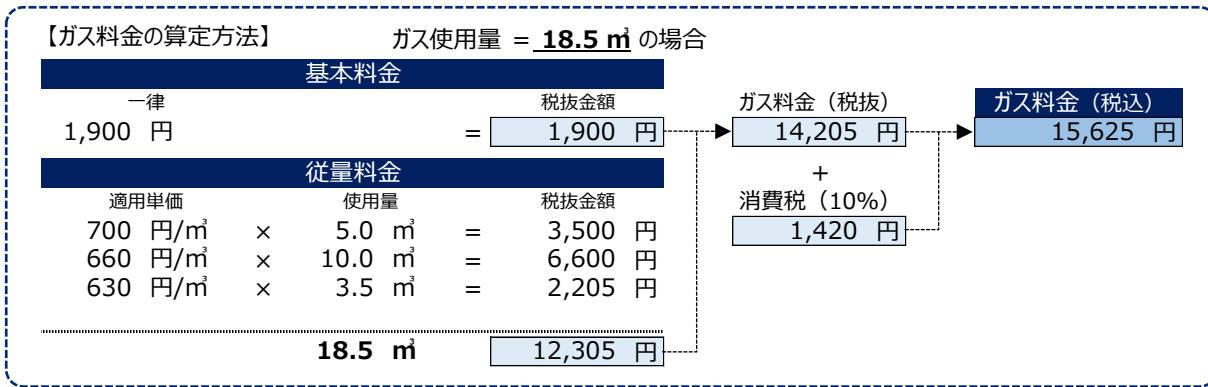 【ガス料金の算定方法】 ガス使用量 = 18.5 ㎥ の場合
基本料金
一律 税抜金額
1,900 円 = 1,900 円
従量料金
適用単価 使用量 税抜金額
700 円/㎥ × 5.0 ㎥ = 3,500 円
660 円/㎥ × 10.0 ㎥ = 6,600 円
630 円/㎥ × 3.5 ㎥ = 2,205 円
18.5 ㎥ 12,305 円
ガス料金（税抜）
14,205 円
+
消費税（10%）
1,420 円
ガス料金（税込）
15,625 円